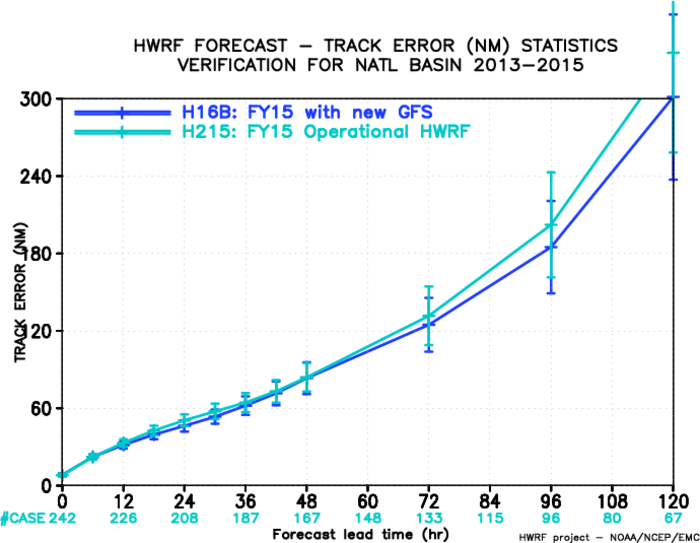 HWRF FORECAST – TRACK ERROR (NM) STATISTICS
VERIFICATION FOR NATL BASIN 2013–2015
H16B: FY15 with new GFS
H215: FY15 Operational HWRF
TRACK ERROR (NM)
300
240
180
120
60
0
0 12 24 36 48 60 72 84 96 108 120
#CASE 242 226 208 187 167 148 133 115 96 80 67
Forecast lead time (hr)
HWRF project – NOAA/NCEP/EMC